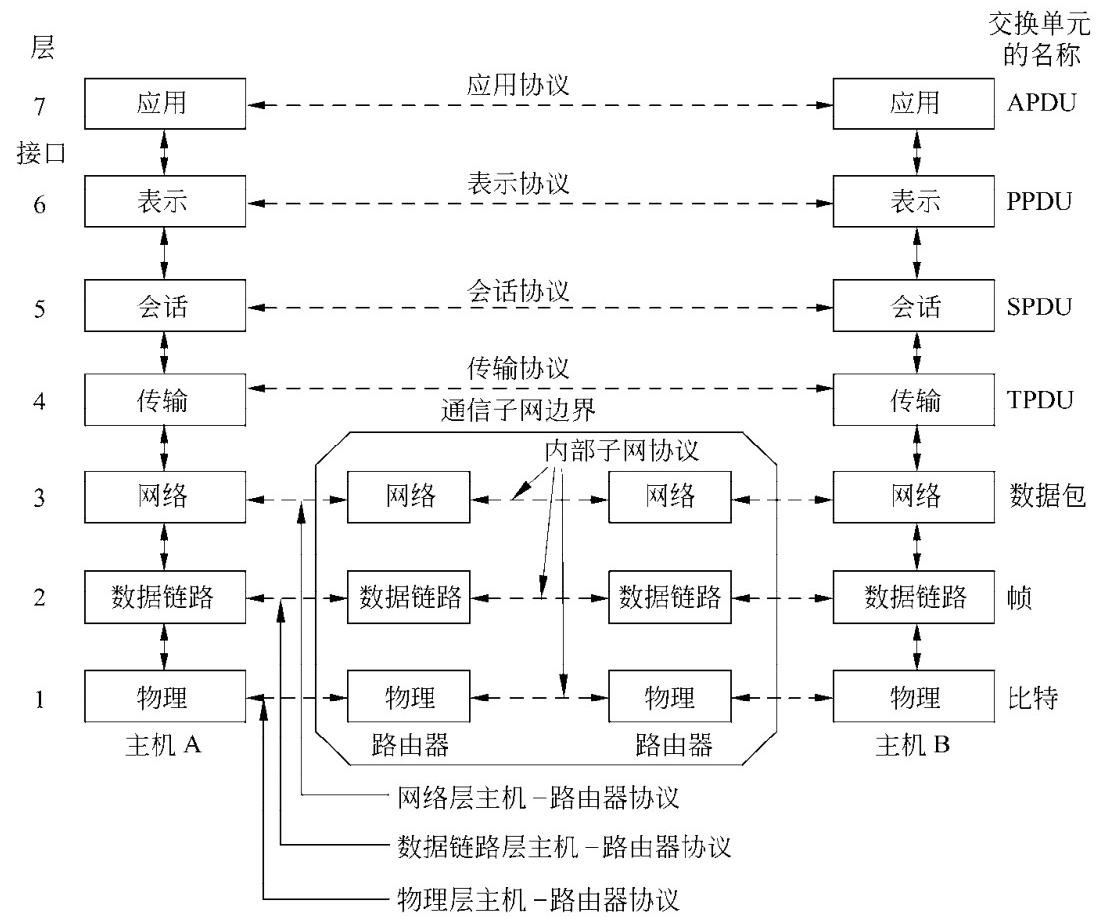 层
交换单元
的名称
7
应用
应用协议
应用
APDU
接口
6
表示
表示协议
表示
PPDU
5
会话
会话协议
会话
SPDU
4
传输
传输协议
传输
TPDU
通信子网边界
内部子网协议
3
网络
网络
网络
网络
数据包
2
数据链路
数据链路
数据链路
数据链路
帧
1
物理
物理
物理
物理
比特
主机 A
路由器
路由器
主机 B
网络层主机-路由器协议
数据链路层主机-路由器协议
物理层主机-路由器协议